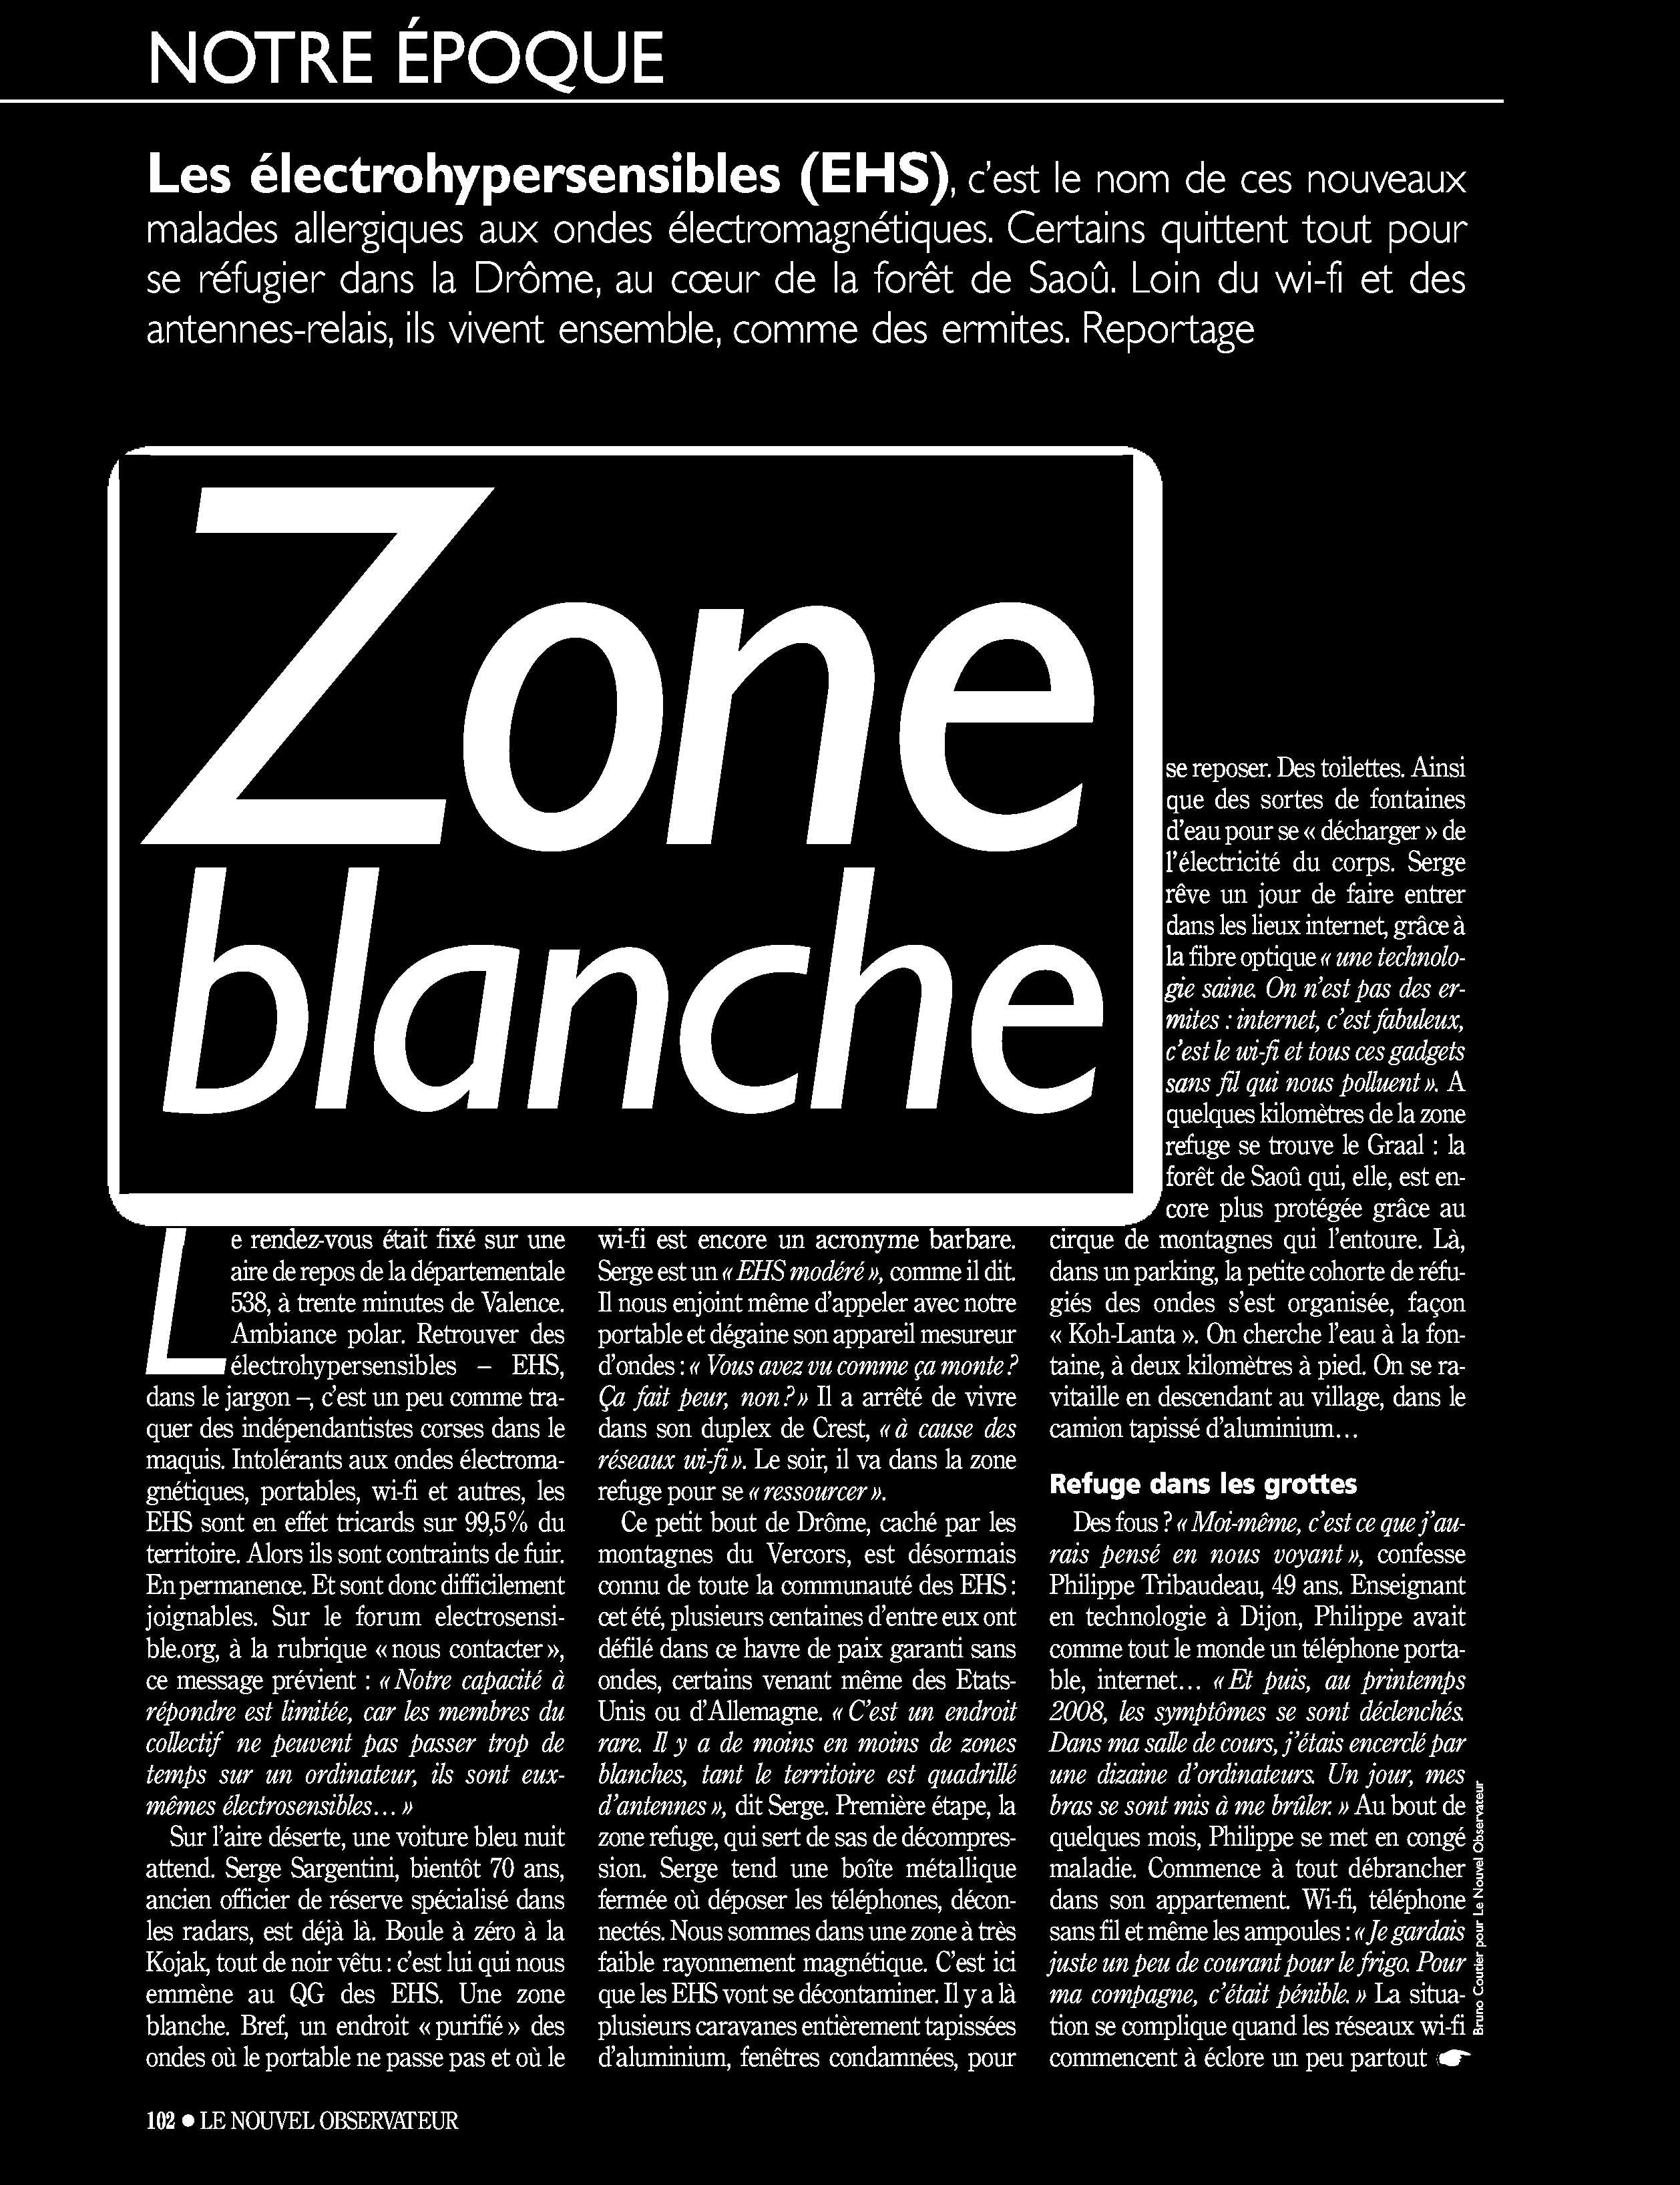 NOTRE ÉPOQUE
Les électrohypersensibles (EHS), c'est le nom de ces nouveaux
malades allergiques aux ondes électromagnétiques. Certains quittent tout pour
se réfugier dans la Drôme, au cœur de la forêt de Saoû. Loin du wi-fi et des
antennes-relais, ils vivent ensemble, comme des ermites. Reportage
Zone
blanche
Le rendez-vous était fixé sur une
aire de repos de la départementale
538, à trente minutes de Valence.
Ambiance polar. Retrouver des
électrohypersensibles – EHS,
dans le jargon –, c'est un peu comme tra-
quer des indépendantistes corses dans le
maquis. Intolérants aux ondes électroma-
gnétiques, portables, wi-fi et autres, les
EHS sont en effet tricards sur 99,5% du
territoire. Alors ils sont contraints de fuir.
En permanence. Et sont donc difficilement
joignables. Sur le forum electrosensi-
ble.org, à la rubrique « nous contacter »,
ce message prévient : « Notre capacité à
répondre est limitée, car les membres du
collectif ne peuvent pas passer trop de
temps sur un ordinateur, ils sont eux-
mêmes électrosensibles... »
Sur l'aire déserte, une voiture bleu nuit
attend. Serge Sargentini, bientôt 70 ans,
ancien officier de réserve spécialisé dans
les radars, est déjà là. Boule à zéro à la
Kojak, tout de noir vêtu : c'est lui qui nous
emmène au QG des EHS. Une zone
blanche. Bref, un endroit « purifié » des
ondes où le portable ne passe pas et où le
wi-fi est encore un acronyme barbare.
Serge est un « EHS modéré », comme il dit.
Il nous enjoint même d'appeler avec notre
portable et dégaine son appareil mesureur
d'ondes : « Vous avez vu comme ça monte ?
Ça fait peur, non ? » Il a arrêté de vivre
dans son duplex de Crest, « à cause des
réseaux wi-fi ». Le soir, il va dans la zone
refuge pour se « ressourcer ».
Ce petit bout de Drôme, caché par les
montagnes du Vercors, est désormais
connu de toute la communauté des EHS :
cet été, plusieurs centaines d'entre eux ont
défilé dans ce havre de paix garanti sans
ondes, certains venant même des Etats-
Unis ou d'Allemagne. « C'est un endroit
rare. Il y a de moins en moins de zones
blanches, tant le territoire est quadrillé
d'antennes », dit Serge. Première étape, la
zone refuge, qui sert de sas de décompres-
sion. Serge tend une boîte métallique
fermée où déposer les téléphones, décon-
nectés. Nous sommes dans une zone à très
faible rayonnement magnétique. C'est ici
que les EHS vont se décontaminer. Il y a là
plusieurs caravanes entièrement tapissées
d'aluminium, fenêtres condamnées, pour
se reposer. Des toilettes. Ainsi
que des sortes de fontaines
d'eau pour se « décharger » de
l'électricité du corps. Serge
rêve un jour de faire entrer
dans les lieux internet, grâce à
la fibre optique « une technolo-
gie saine. On n'est pas des er-
mites : internet, c'est fabuleux,
c'est le wi-fi et tous ces gadgets
sans fil qui nous polluent ». A
quelques kilomètres de la zone
refuge se trouve le Graal : la
forêt de Saoû qui, elle, est en-
core plus protégée grâce au
cirque de montagnes qui l'entoure. Là,
dans un parking, la petite cohorte de réfu-
giés des ondes s'est organisée, façon
« Koh-Lanta ». On cherche l'eau à la fon-
taine, à deux kilomètres à pied. On se ra-
vitaille en descendant au village, dans le
camion tapissé d'aluminium...
Refuge dans les grottes
Des fous ? « Moi-même, c'est ce que j'au-
rais pensé en nous voyant », confesse
Philippe Tribaudeau, 49 ans. Enseignant
en technologie à Dijon, Philippe avait
comme tout le monde un téléphone porta-
ble, internet... « Et puis, au printemps
2008, les symptômes se sont déclenchés.
Dans ma salle de cours, j'étais encerclé par
une dizaine d'ordinateurs. Un jour, mes
bras se sont mis à me brûler. » Au bout de
quelques mois, Philippe se met en congé
maladie. Commence à tout débrancher
dans son appartement. Wi-fi, téléphone
sans fil et même les ampoules : « Je gardais
juste un peu de courant pour le frigo. Pour
ma compagne, c'était pénible. » La situa-
tion se complique quand les réseaux wi-fi
commencent à éclore un peu partout
Bruno Coutier pour Le Nouvel Observateur
102 ● LE NOUVEL OBSERVATEUR